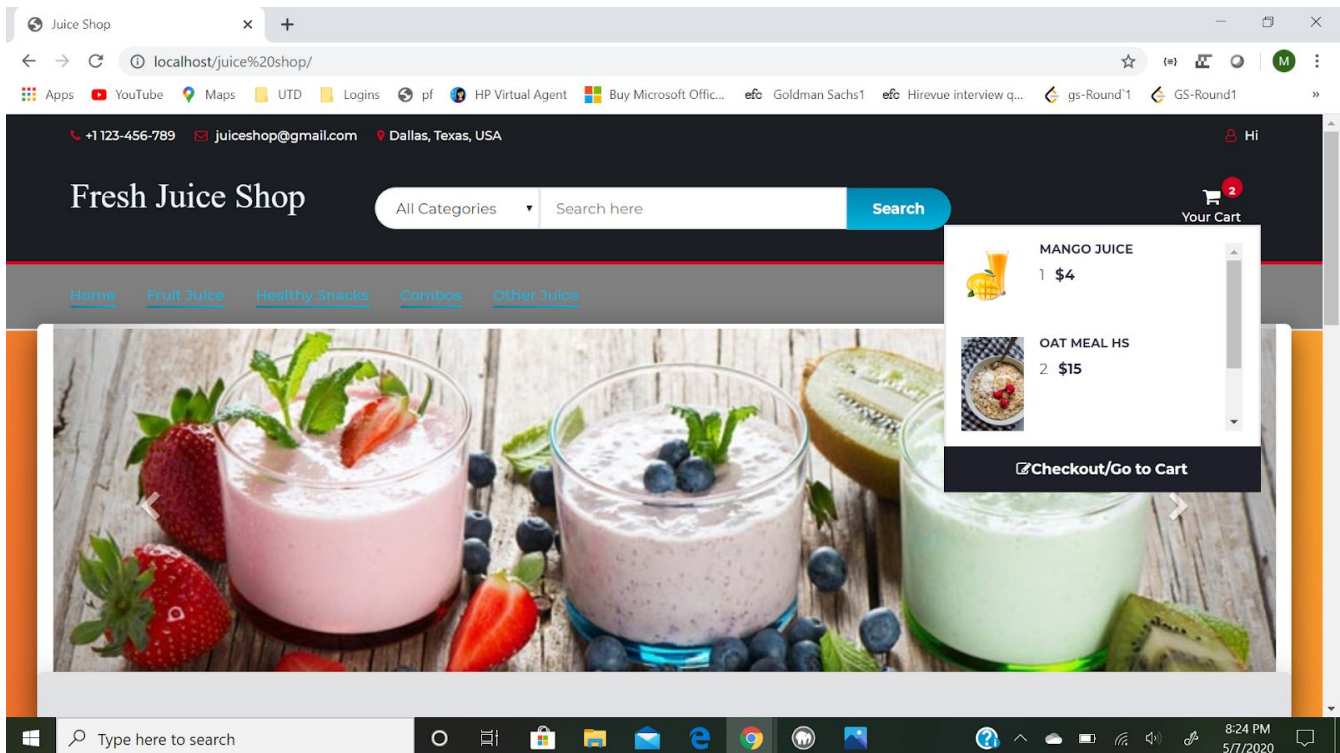 Juice Shop
localhost/juice%20shop/
M
Apps YouTube Maps UTD Logins pf HP Virtual Agent Buy Microsoft Offic... efc Goldman Sachs1 efc Hirevue interview q... gs-Round`1 GS-Round1 »
+1 123-456-789 juiceshop@gmail.com Dallas, Texas, USA Hi
Fresh Juice Shop
All Categories Search here Search
2
Your Cart
MANGO JUICE
1 $4
Home Fruit Juice Healthy Snacks Combos Other Juice
OAT MEAL HS
2 $15
Checkout/Go to Cart
Type here to search
8:24 PM
5/7/2020